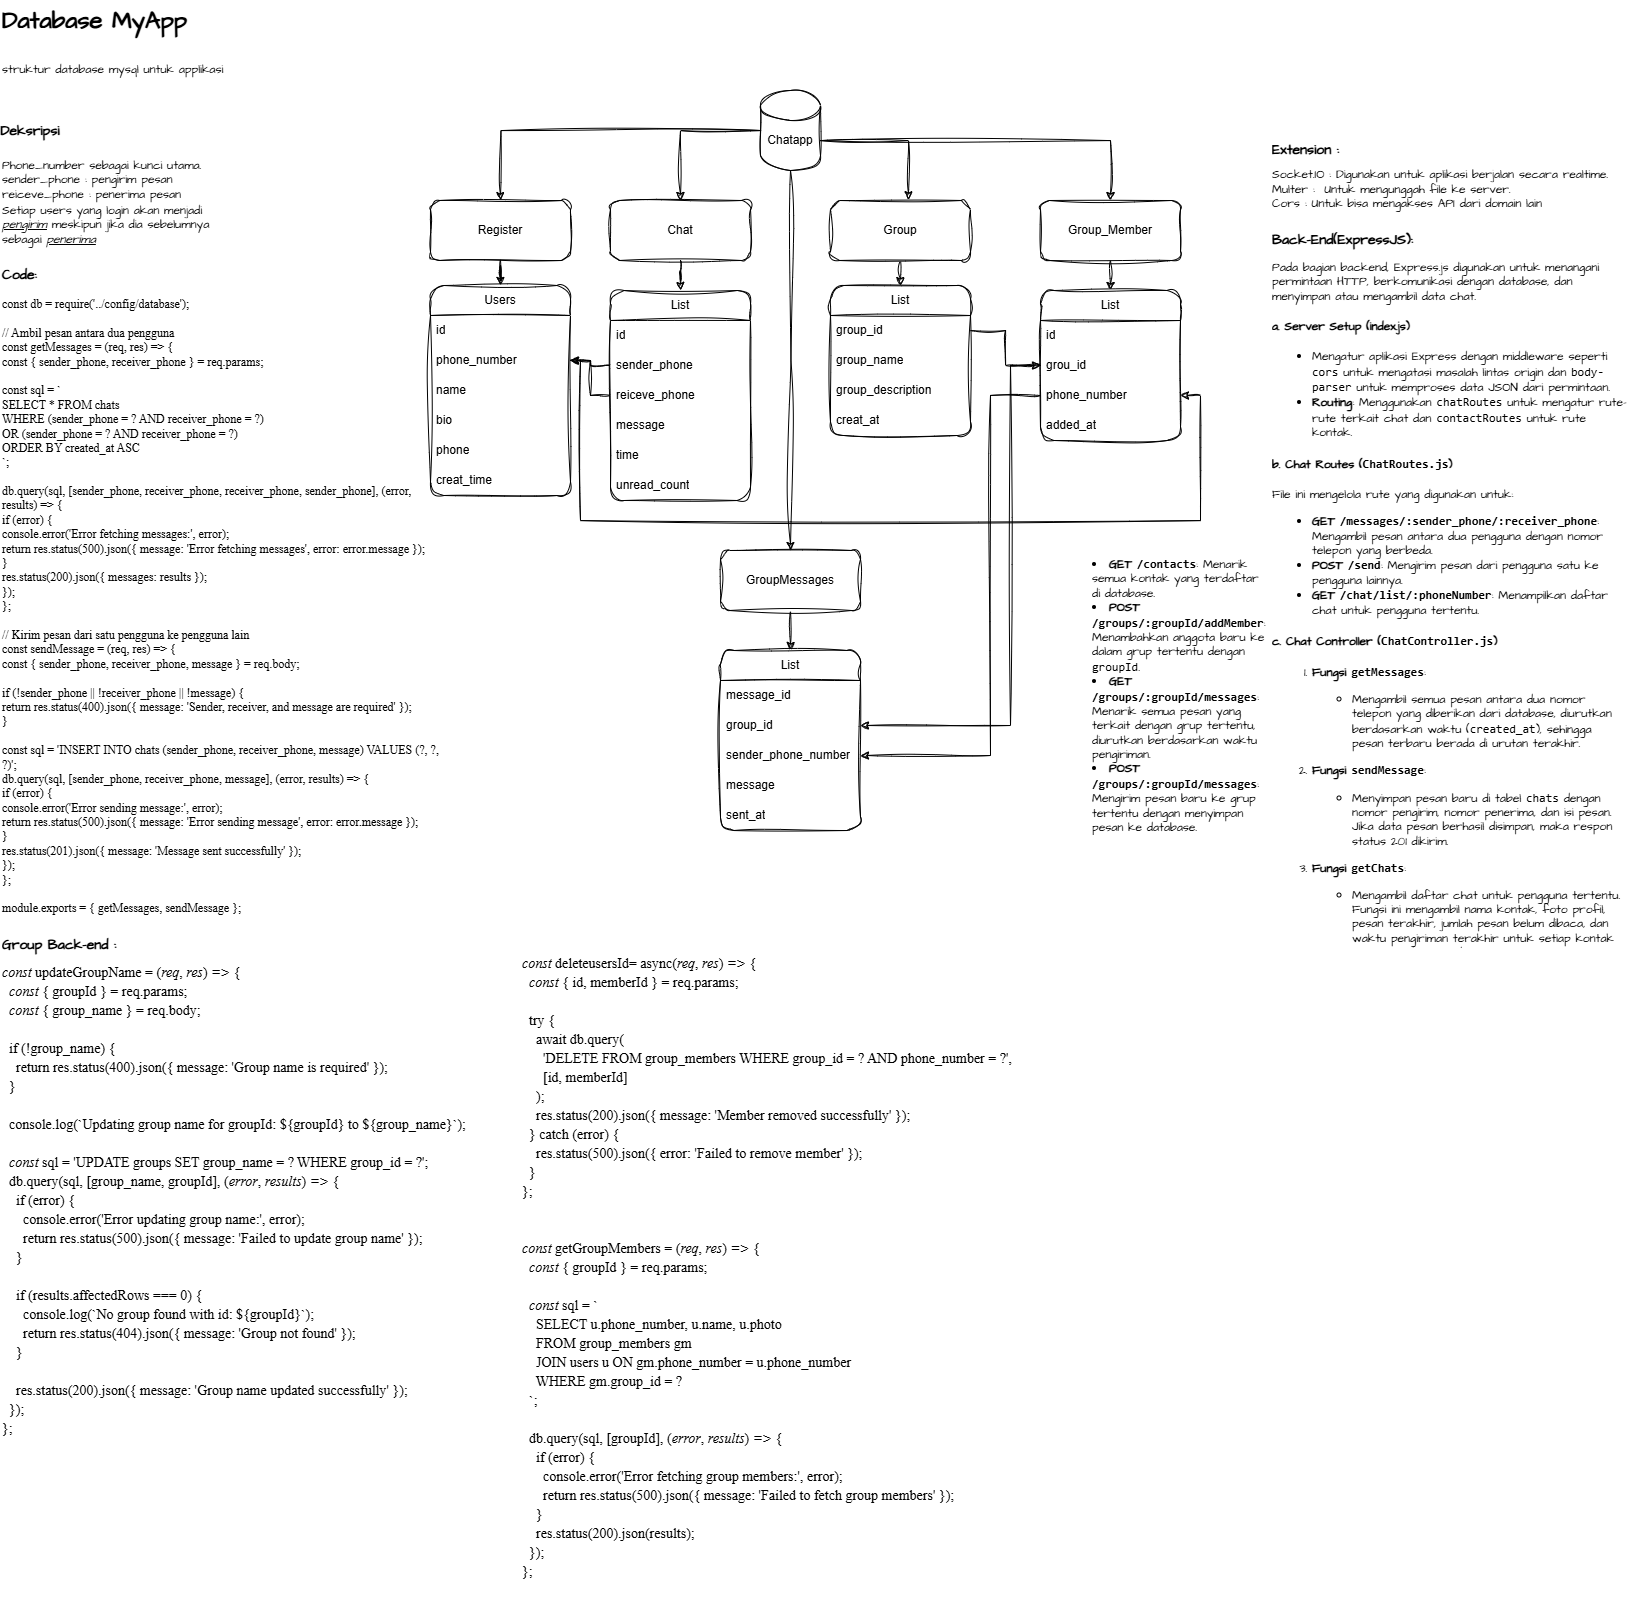 Database MyApp
struktur database mysql untuk applikasi
Deksripsi
Phone_number sebagai kunci utama.
sender_phone : pengirim pesan
reiceve_phone : penerima pesan
Setiap users yang login akan menjadi
pengirim meskipun jika dia sebelumnya
sebagai penerima
Code:
const db = require('../config/database');
// Ambil pesan antara dua pengguna
const getMessages = (req, res) => {
const { sender_phone, receiver_phone } = req.params;
const sql = `
SELECT * FROM chats
WHERE (sender_phone = ? AND receiver_phone = ?)
OR (sender_phone = ? AND receiver_phone = ?)
ORDER BY created_at ASC
`;
db.query(sql, [sender_phone, receiver_phone, receiver_phone, sender_phone], (error,
results) => {
if (error) {
console.error('Error fetching messages:', error);
return res.status(500).json({ message: 'Error fetching messages', error: error.message });
}
res.status(200).json({ messages: results });
});
};
// Kirim pesan dari satu pengguna ke pengguna lain
const sendMessage = (req, res) => {
const { sender_phone, receiver_phone, message } = req.body;
if (!sender_phone || !receiver_phone || !message) {
return res.status(400).json({ message: 'Sender, receiver, and message are required' });
}
const sql = 'INSERT INTO chats (sender_phone, receiver_phone, message) VALUES (?, ?,
?)';
db.query(sql, [sender_phone, receiver_phone, message], (error, results) => {
if (error) {
console.error('Error sending message:', error);
return res.status(500).json({ message: 'Error sending message', error: error.message });
}
res.status(201).json({ message: 'Message sent successfully' });
});
};
module.exports = { getMessages, sendMessage };
Chatapp
Register
Chat
Group
Group_Member
Users
id
phone_number
name
bio
phone
creat_time
List
id
sender_phone
reiceve_phone
message
time
unread_count
List
group_id
group_name
group_description
creat_at
List
id
grou_id
phone_number
added_at
GroupMessages
List
message_id
group_id
sender_phone_number
message
sent_at
• GET /contacts: Menarik
semua kontak yang terdaftar
di database.
• POST
/groups/:groupId/addMember:
Menambahkan anggota baru ke
dalam grup tertentu dengan
groupId.
• GET
/groups/:groupId/messages:
Menarik semua pesan yang
terkait dengan grup tertentu,
diurutkan berdasarkan waktu
pengiriman.
• POST
/groups/:groupId/messages:
Mengirim pesan baru ke grup
tertentu dengan menyimpan
pesan ke database.
Extension :
Socket.IO : Digunakan untuk aplikasi berjalan secara realtime.
Multer : Untuk mengunggah file ke server.
Cors : Untuk bisa mengakses API dari domain lain
Back-End(ExpressJS):
Pada bagian backend, Express.js digunakan untuk menangani
permintaan HTTP, berkomunikasi dengan database, dan
menyimpan atau mengambil data chat.
a. Server Setup (index.js)
• Mengatur aplikasi Express dengan middleware seperti
cors untuk mengatasi masalah lintas origin dan body-
parser untuk memproses data JSON dari permintaan.
• Routing: Menggunakan chatRoutes untuk mengatur rute-
rute terkait chat dan contactRoutes untuk rute
kontak.
b. Chat Routes (ChatRoutes.js)
File ini mengelola rute yang digunakan untuk:
• GET /messages/:sender_phone/:receiver_phone:
Mengambil pesan antara dua pengguna dengan nomor
telepon yang berbeda.
• POST /send: Mengirim pesan dari pengguna satu ke
pengguna lainnya.
• GET /chat/list/:phoneNumber: Menampilkan daftar
chat untuk pengguna tertentu.
c. Chat Controller (ChatController.js)
1. Fungsi getMessages:
◦ Mengambil semua pesan antara dua nomor
telepon yang diberikan dari database, diurutkan
berdasarkan waktu (created_at), sehingga
pesan terbaru berada di urutan terakhir.
2. Fungsi sendMessage:
◦ Menyimpan pesan baru di tabel chats dengan
nomor pengirim, nomor penerima, dan isi pesan.
Jika data pesan berhasil disimpan, maka respon
status 201 dikirim.
3. Fungsi getChats:
◦ Mengambil daftar chat untuk pengguna tertentu.
Fungsi ini mengambil nama kontak, foto profil,
pesan terakhir, jumlah pesan belum dibaca, dan
waktu pengiriman terakhir untuk setiap kontak
Group Back-end :
const updateGroupName = (req, res) => {
const { groupId } = req.params;
const { group_name } = req.body;
if (!group_name) {
return res.status(400).json({ message: 'Group name is required' });
}
console.log(`Updating group name for groupId: ${groupId} to ${group_name}`);
const sql = 'UPDATE groups SET group_name = ? WHERE group_id = ?';
db.query(sql, [group_name, groupId], (error, results) => {
if (error) {
console.error('Error updating group name:', error);
return res.status(500).json({ message: 'Failed to update group name' });
}
if (results.affectedRows === 0) {
console.log(`No group found with id: ${groupId}`);
return res.status(404).json({ message: 'Group not found' });
}
res.status(200).json({ message: 'Group name updated successfully' });
});
};
const deleteusersId= async(req, res) => {
const { id, memberId } = req.params;
try {
await db.query(
'DELETE FROM group_members WHERE group_id = ? AND phone_number = ?',
[id, memberId]
);
res.status(200).json({ message: 'Member removed successfully' });
} catch (error) {
res.status(500).json({ error: 'Failed to remove member' });
}
};
const getGroupMembers = (req, res) => {
const { groupId } = req.params;
const sql = `
SELECT u.phone_number, u.name, u.photo
FROM group_members gm
JOIN users u ON gm.phone_number = u.phone_number
WHERE gm.group_id = ?
`;
db.query(sql, [groupId], (error, results) => {
if (error) {
console.error('Error fetching group members:', error);
return res.status(500).json({ message: 'Failed to fetch group members' });
}
res.status(200).json(results);
});
};